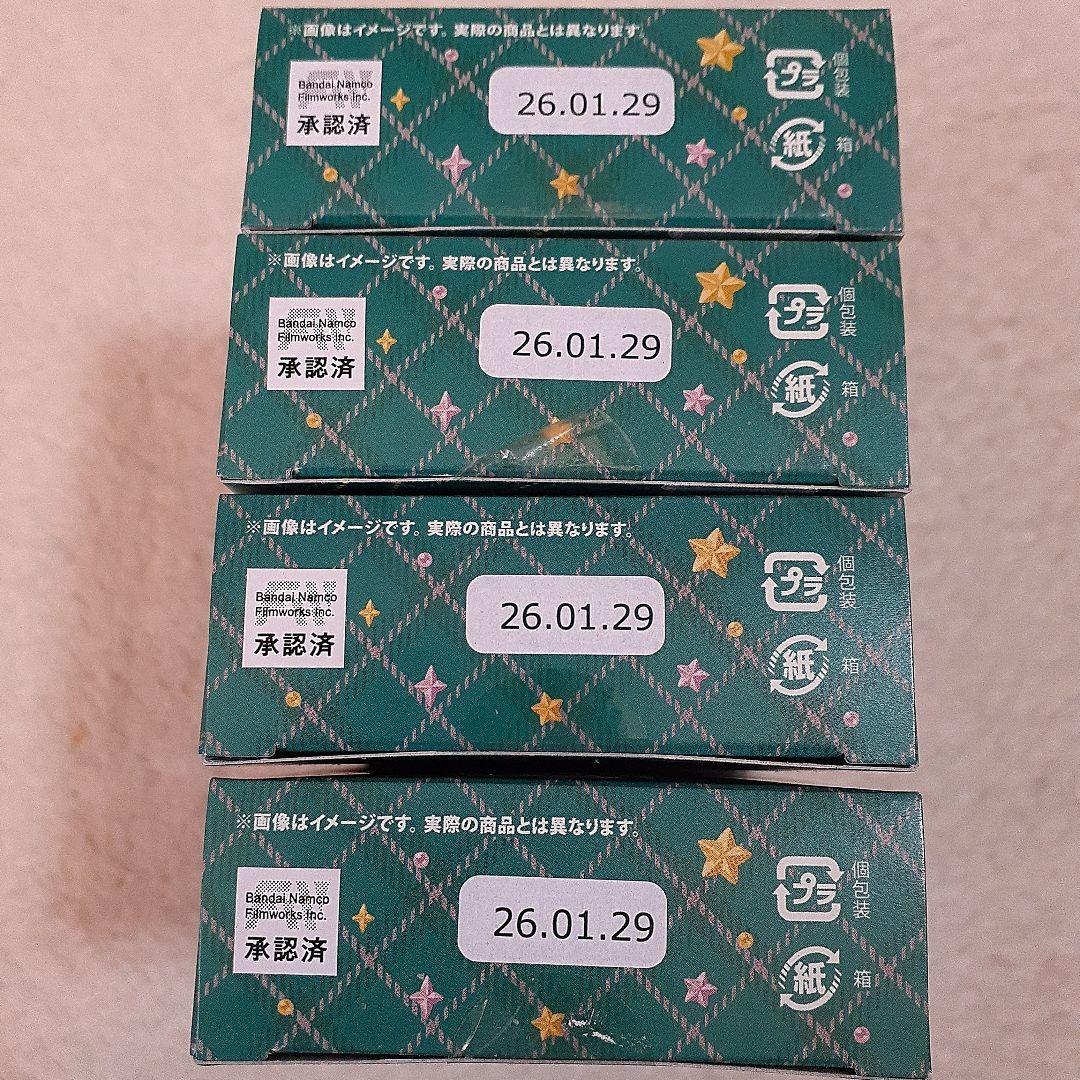 ※画像はイメージです。実際の商品とは異なります。
Bandai Namco
Filmworks Inc.
承認済
26.01.29
プラ
個包装
紙
箱
※画像はイメージです。実際の商品とは異なります。
Bandai Namco
Filmworks Inc.
承認済
26.01.29
プラ
個包装
紙
箱
※画像はイメージです。実際の商品とは異なります。
Bandai Namco
Filmworks Inc.
承認済
26.01.29
プラ
個包装
紙
箱
※画像はイメージです。実際の商品とは異なります。
Bandai Namco
Filmworks Inc.
承認済
26.01.29
プラ
個包装
紙
箱